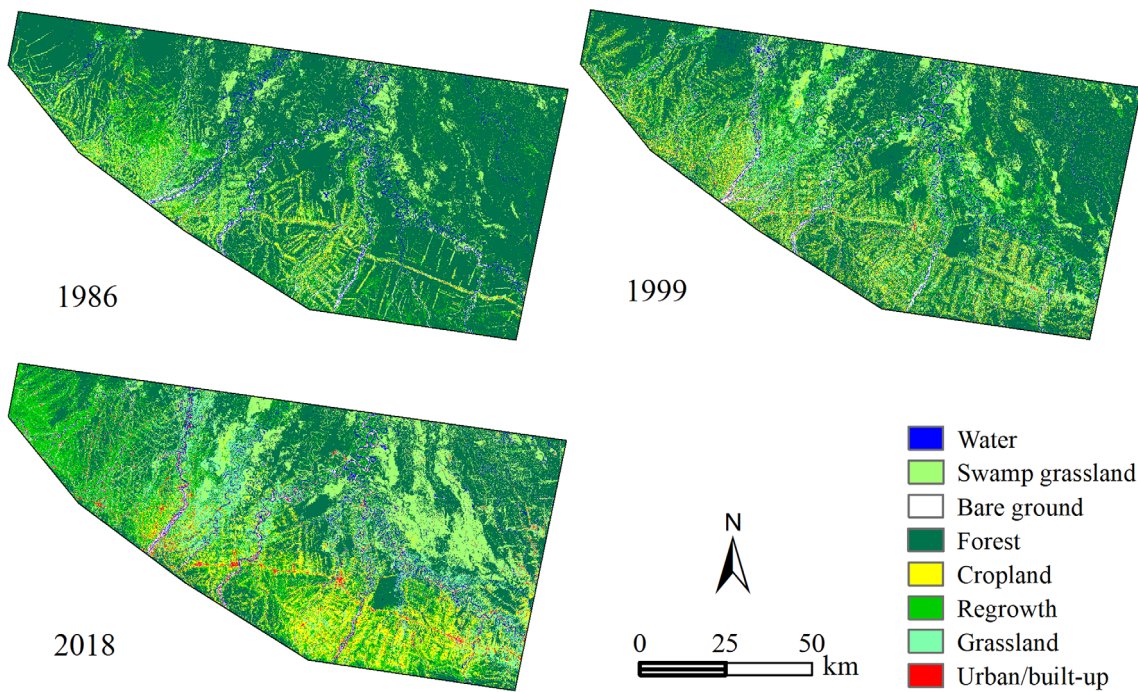 1986
1999
2018
Water
Swamp grassland
Bare ground
Forest
Cropland
Regrowth
Grassland
Urban/built-up
N
0 25 50
km